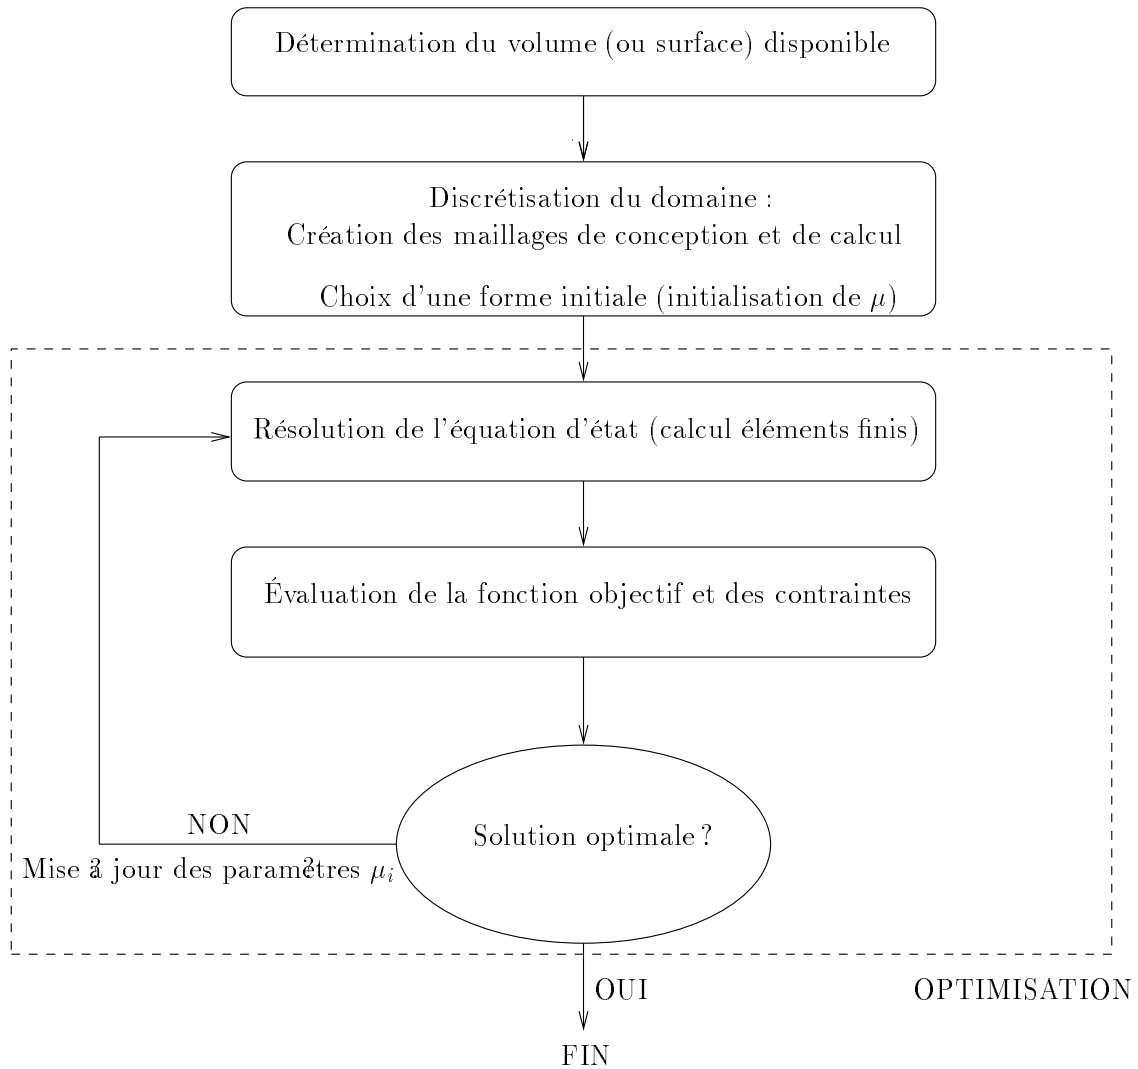 Détermination du volume (ou surface) disponible
Discrétisation du domaine :
Création des maillages de conception et de calcul
Choix d'une forme initiale (initialisation de μ)
Résolution de l'équation d'état (calcul éléments finis)
Évaluation de la fonction objectif et des contraintes
Solution optimale ?
NON
Mise à jour des paramètres μi
OUI
OPTIMISATION
FIN